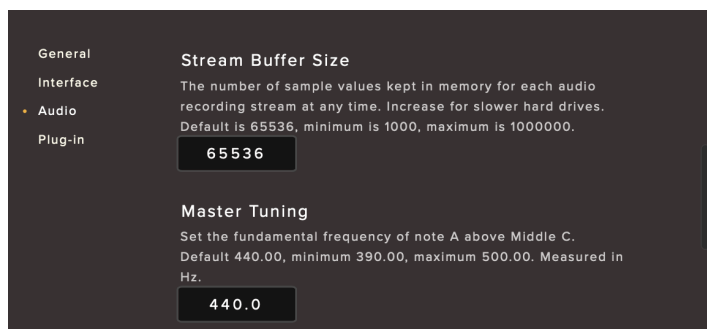 General
Interface
Audio
Plug-in
Stream Buffer Size
The number of sample values kept in memory for each audio
recording stream at any time. Increase for slower hard drives.
Default is 65536, minimum is 1000, maximum is 1000000.
65536
Master Tuning
Set the fundamental frequency of note A above Middle C.
Default 440.00, minimum 390.00, maximum 500.00. Measured in
Hz.
440.0